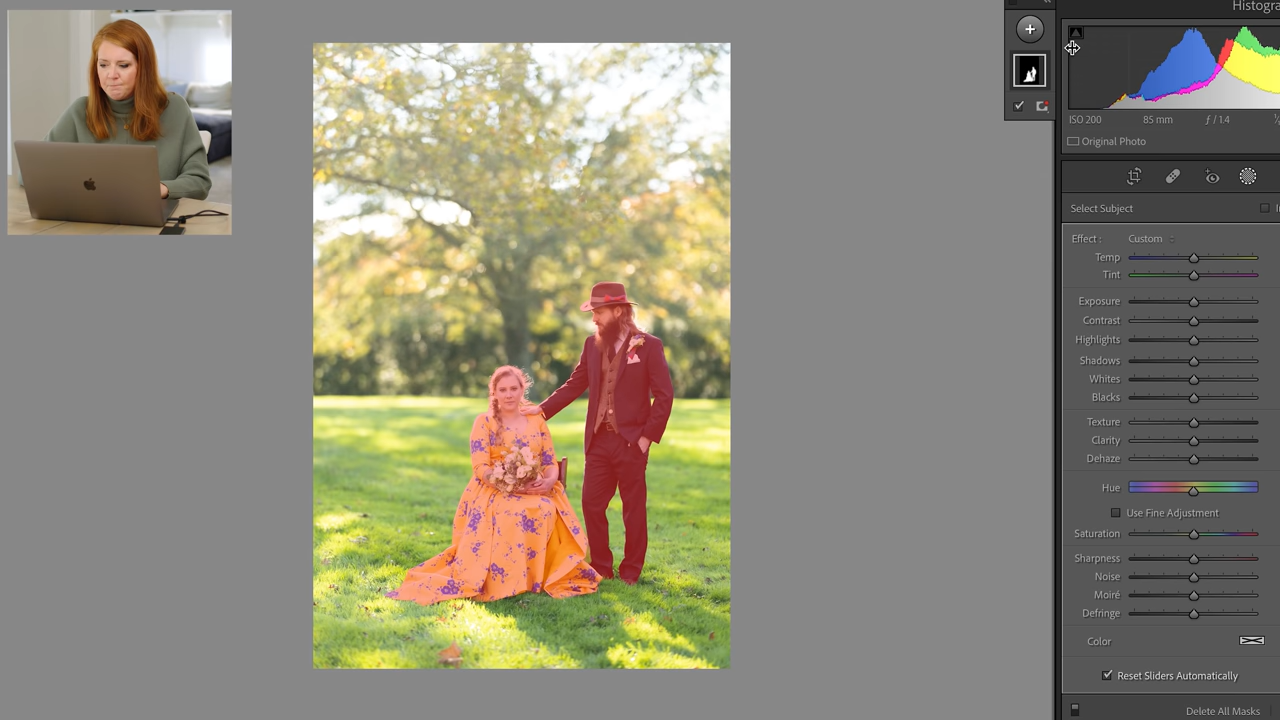 Histogra
ISO 200 85 mm ƒ / 1.4
Original Photo
Select Subject
Effect : Custom
Temp
Tint
Exposure
Contrast
Highlights
Shadows
Whites
Blacks
Texture
Clarity
Dehaze
Hue
Use Fine Adjustment
Saturation
Sharpness
Noise
Moiré
Defringe
Color
Reset Sliders Automatically
Delete All Masks